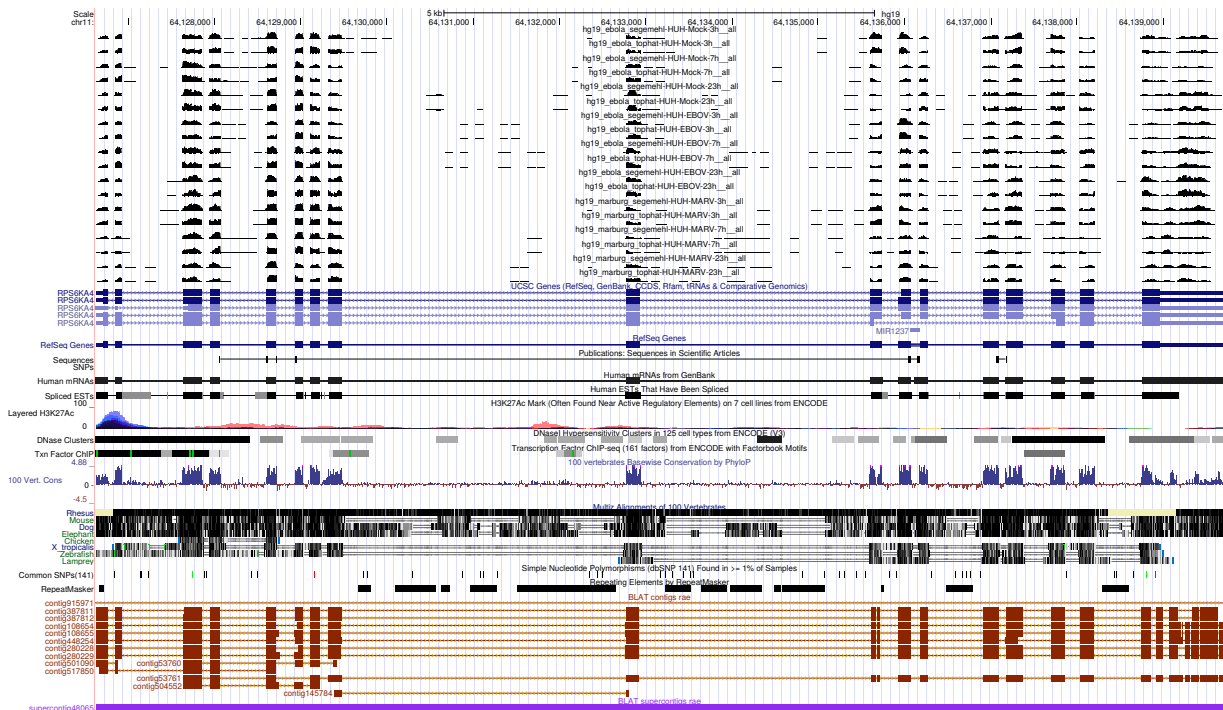 Scale 5 kb hg19
chr11: 64,128,000 64,129,000 64,130,000 64,131,000 64,132,000 64,133,000 64,134,000 64,135,000 64,136,000 64,137,000 64,138,000 64,139,000
hg19_ebola_segemehl-HUH-Mock-3h__all
hg19_ebola_tophat-HUH-Mock-3h__all
hg19_ebola_segemehl-HUH-Mock-7h__all
hg19_ebola_tophat-HUH-Mock-7h__all
hg19_ebola_segemehl-HUH-Mock-23h__all
hg19_ebola_tophat-HUH-Mock-23h__all
hg19_ebola_segemehl-HUH-EBOV-3h__all
hg19_ebola_tophat-HUH-EBOV-3h__all
hg19_ebola_segemehl-HUH-EBOV-7h__all
hg19_ebola_tophat-HUH-EBOV-7h__all
hg19_ebola_segemehl-HUH-EBOV-23h__all
hg19_ebola_tophat-HUH-EBOV-23h__all
hg19_marburg_segemehl-HUH-MARV-3h__all
hg19_marburg_tophat-HUH-MARV-3h__all
hg19_marburg_segemehl-HUH-MARV-7h__all
hg19_marburg_tophat-HUH-MARV-7h__all
hg19_marburg_segemehl-HUH-MARV-23h__all
hg19_marburg_tophat-HUH-MARV-23h__all
UCSC Genes (RefSeq, GenBank, CCDS, Rfam, tRNAs & Comparative Genomics)
RPS6KA4
RPS6KA4
RPS6KA4
RPS6KA4
RPS6KA4
MIR1237
RefSeq Genes
RefSeq Genes
Publications: Sequences in Scientific Articles
Sequences
SNPs
Human mRNAs from GenBank
Human mRNAs
Human ESTs That Have Been Spliced
Spliced ESTs
H3K27Ac Mark (Often Found Near Active Regulatory Elements) on 7 cell lines from ENCODE
100
Layered H3K27Ac
0
DNaseI Hypersensitivity Clusters in 125 cell types from ENCODE (V3)
DNase Clusters
Transcription Factor ChIP-seq (161 factors) from ENCODE with Factorbook Motifs
Txn Factor ChIP
100 vertebrates Basewise Conservation by PhyloP
4.88
100 Vert. Cons
0
-4.5
Multiz Alignments of 100 Vertebrates
Rhesus
Mouse
Dog
Elephant
Chicken
X_tropicalis
Zebrafish
Lamprey
Simple Nucleotide Polymorphisms (dbSNP 141) Found in >= 1% of Samples
Common SNPs(141)
Repeating Elements by RepeatMasker
RepeatMasker
BLAT contigs rae
contig915971
contig387811
contig387812
contig108654
contig108655
contig448254
contig280228
contig280229
contig501090 contig53760
contig517850
contig53761
contig504552
contig145784
BLAT supercontigs rae
supercontig48065